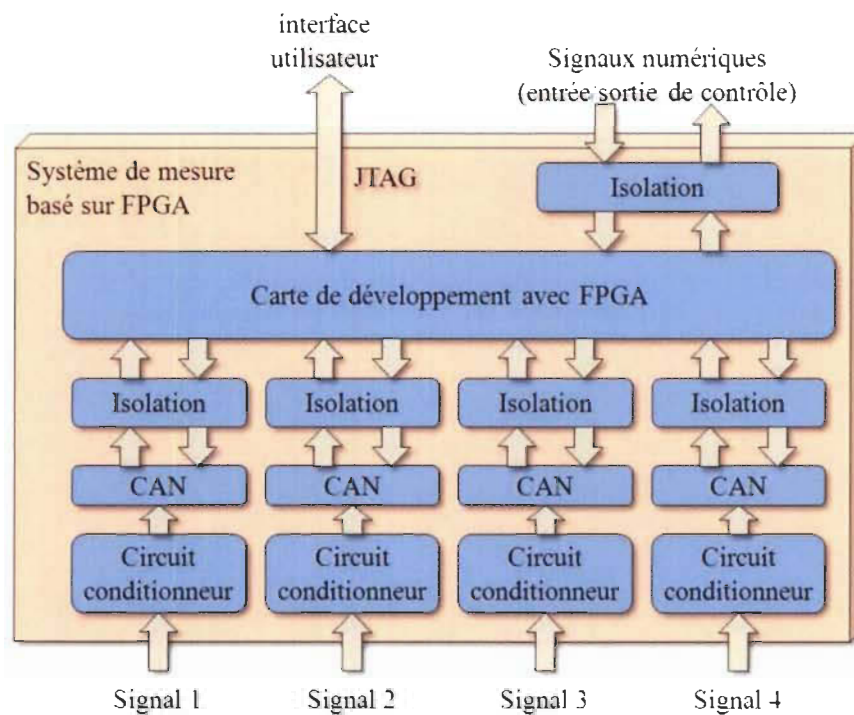 interface
utilisateur
Signaux numériques
(entrée sortie de contrôle)
Système de mesure
basé sur FPGA
JTAG
Isolation
Carte de développement avec FPGA
Isolation
Isolation
Isolation
Isolation
CAN
CAN
CAN
CAN
Circuit
conditionneur
Circuit
conditionneur
Circuit
conditionneur
Circuit
conditionneur
Signal 1
Signal 2
Signal 3
Signal 4